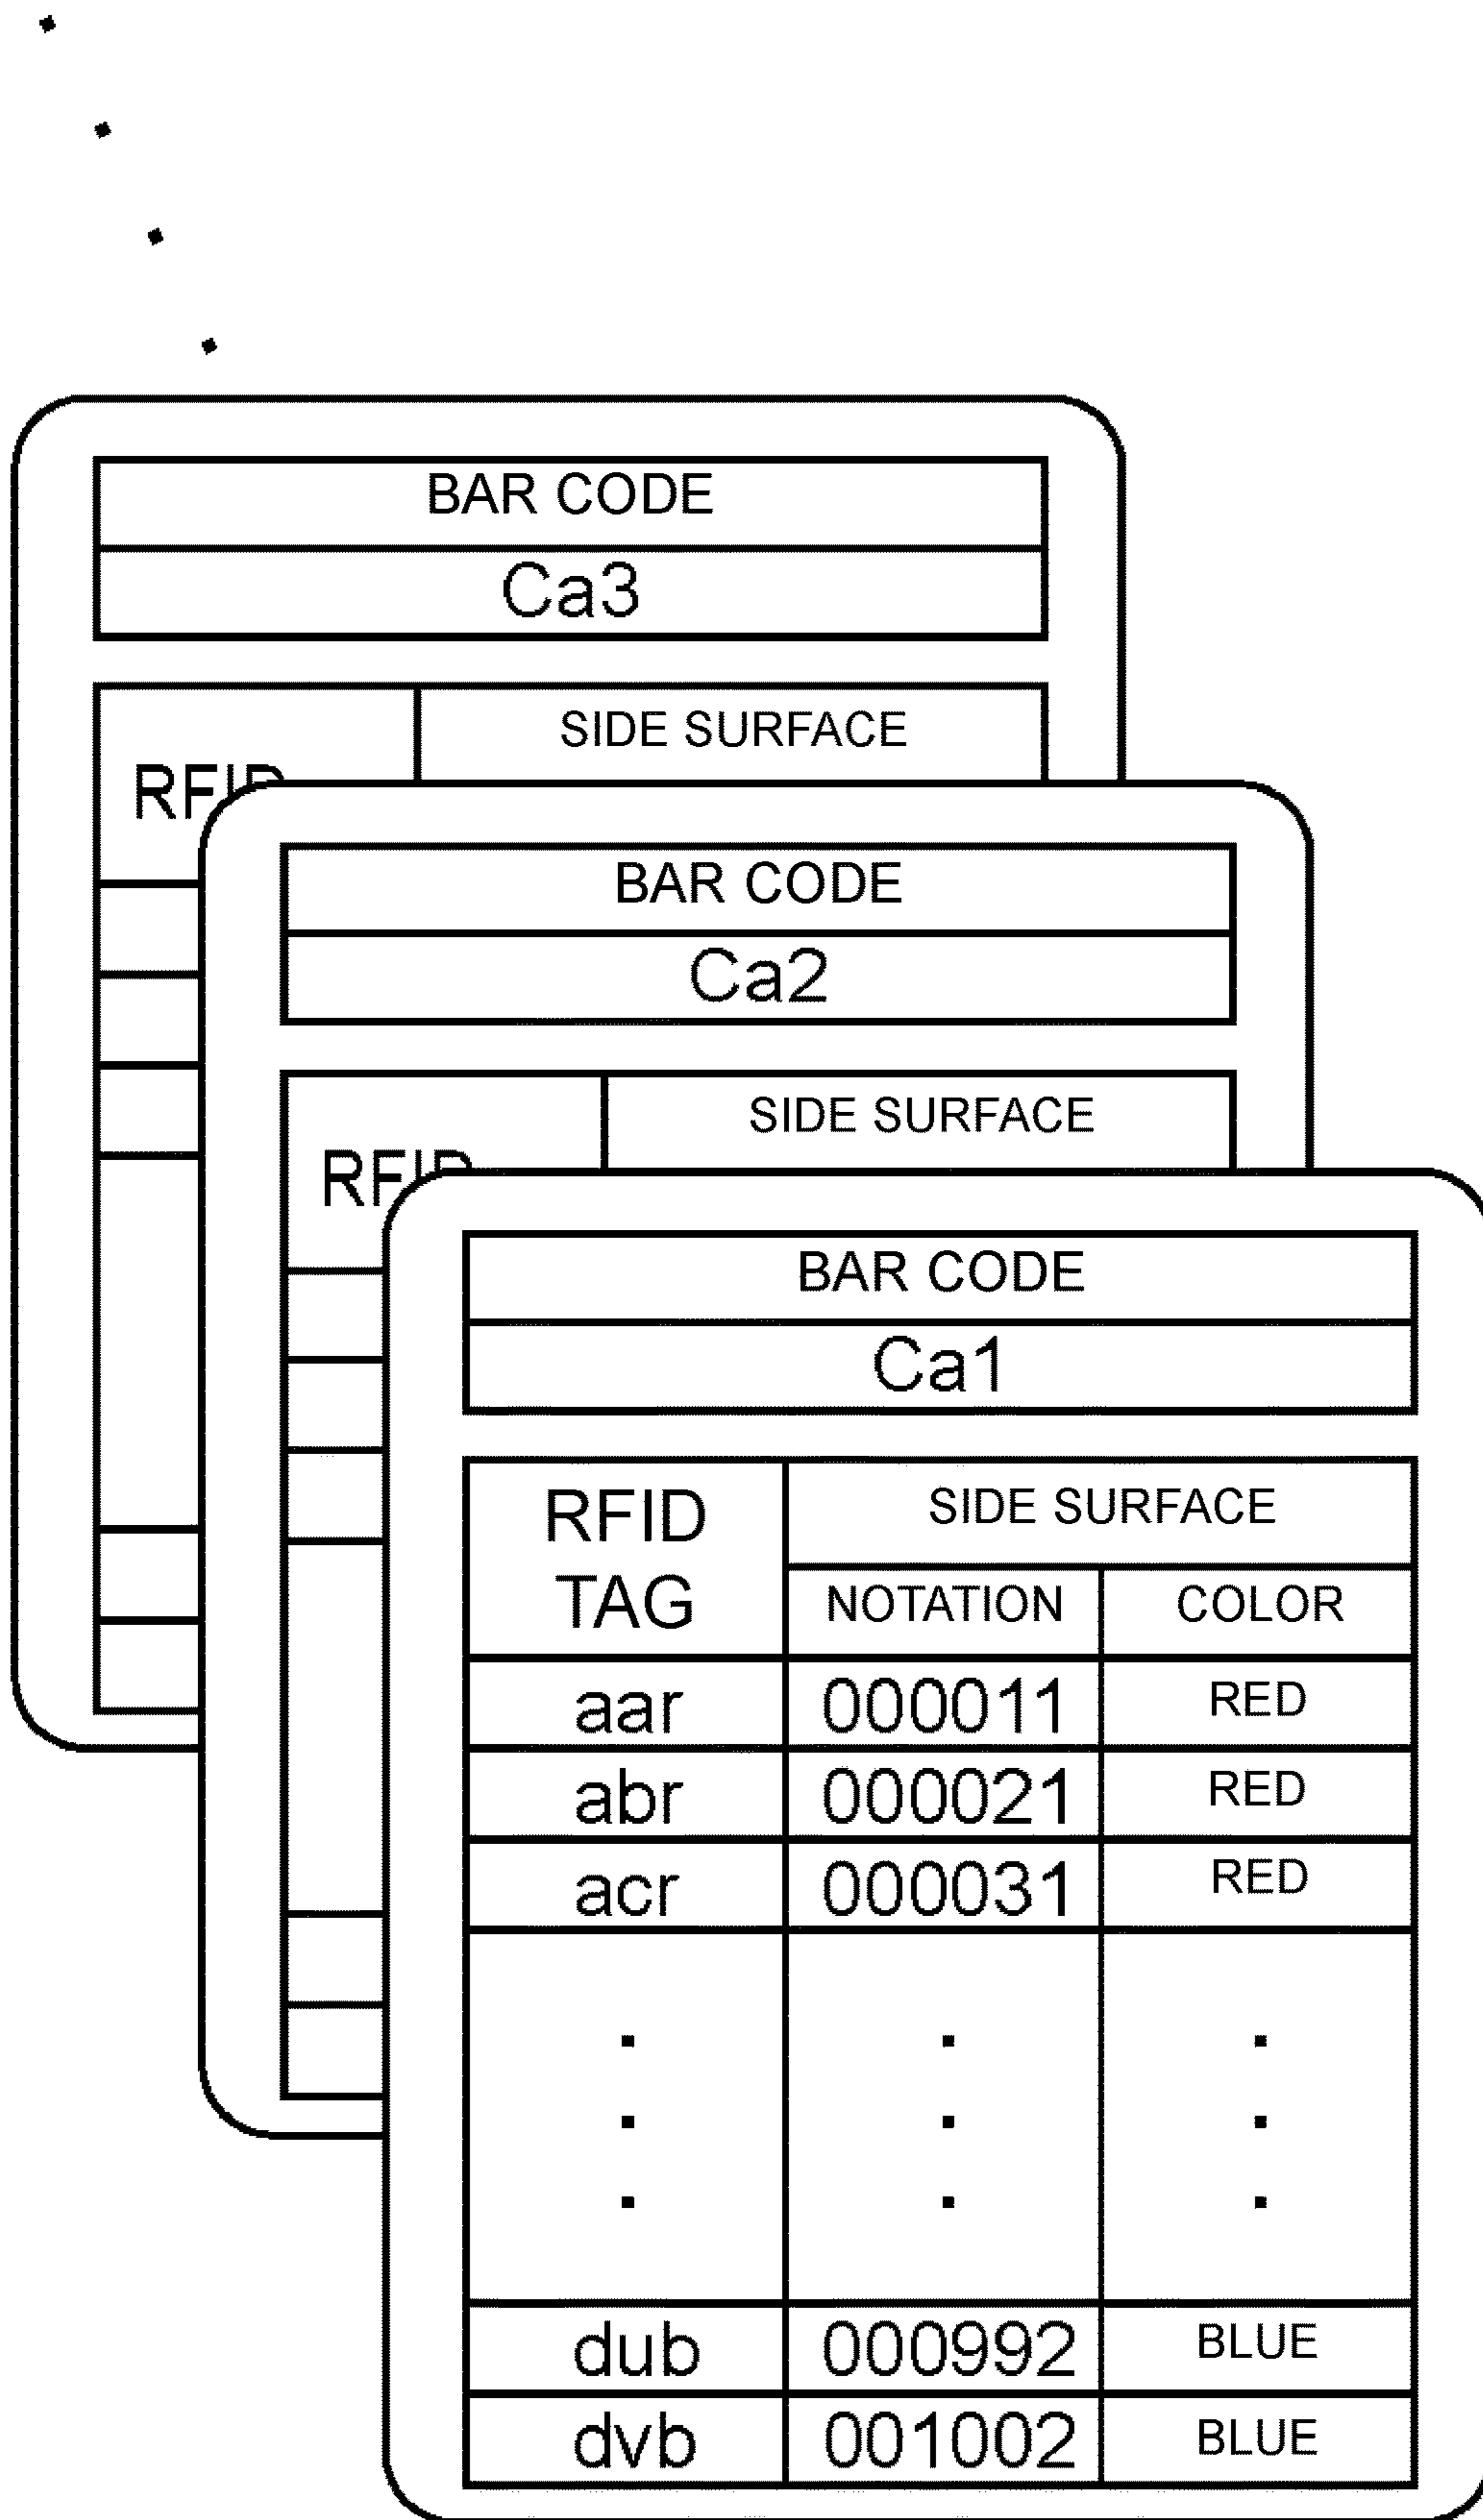 BAR CODE
Ca3
SIDE SURFACE
BAR CODE
Ca2
SIDE SURFACE
BAR CODE
Ca1
RFID TAG
SIDE SURFACE
NOTATION COLOR
aar 000011 RED
abr 000021 RED
acr 000031 RED
dub 000992 BLUE
dvb 001002 BLUE